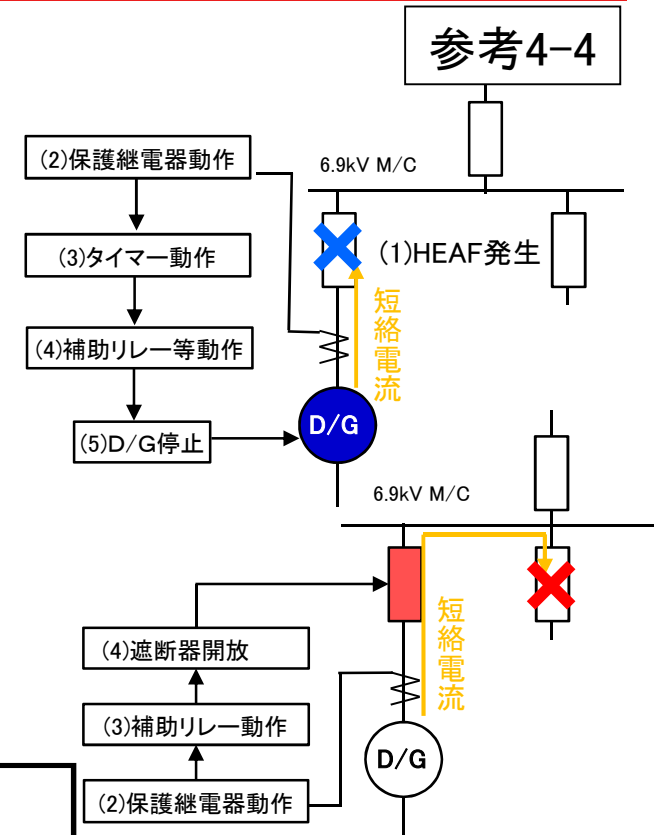 参考4-4
(2)保護継電器動作
6.9kV M/C
(1)HEAF発生
(3)タイマー動作
短絡電流
(4)補助リレー等動作
D/G
(5)D/G停止
6.9kV M/C
短絡電流
(4)遮断器開放
(3)補助リレー動作
D/G
(2)保護継電器動作